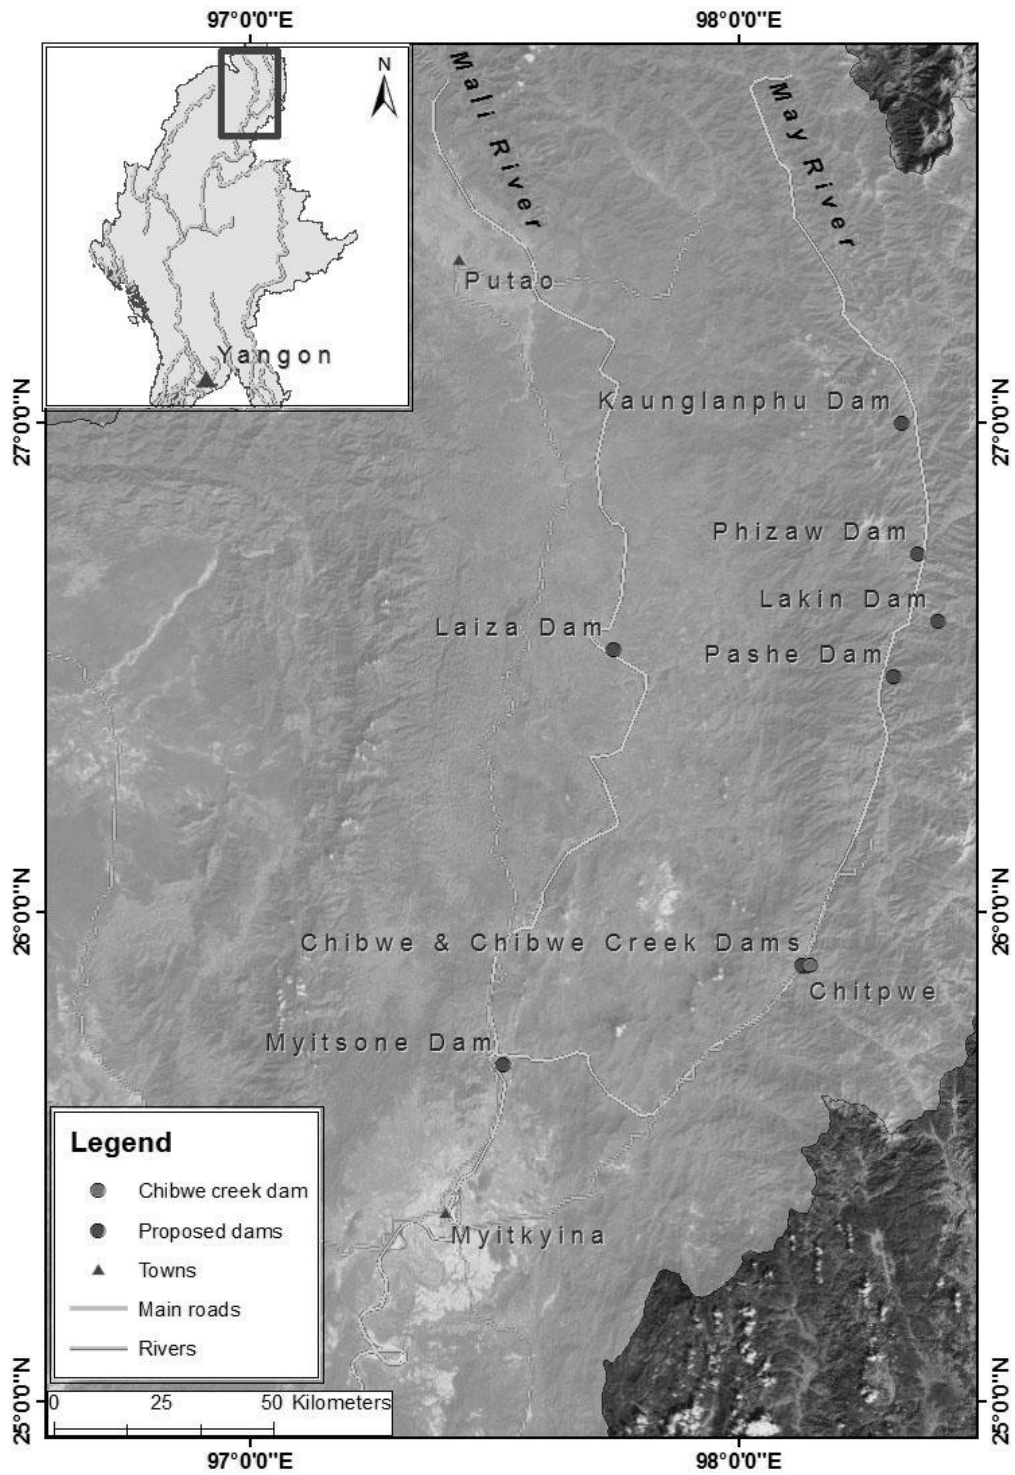 97°0'0"E
98°0'0"E
N
Mali River
May River
Putao
Yangon
Kaunglanphu Dam
27°0'0"N
27°0'0"N
Phizaw Dam
Lakin Dam
Laiza Dam
Pashe Dam
26°0'0"N
26°0'0"N
Chibwe & Chibwe Creek Dams
Chitpwe
Myitsone Dam
Legend
Chibwe creek dam
Proposed dams
Towns
Main roads
Rivers
Myitkyina
0 25 50 Kilometers
25°0'0"N
25°0'0"N
97°0'0"E
98°0'0"E